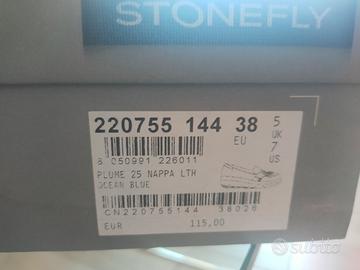 STONEFLY
220755 144 38
EU
5
UK
7
US
8 050991 226011
PLUME 25 NAPPA LTH
OCEAN BLUE
CN220755144 38026
EUR 115,00
subito